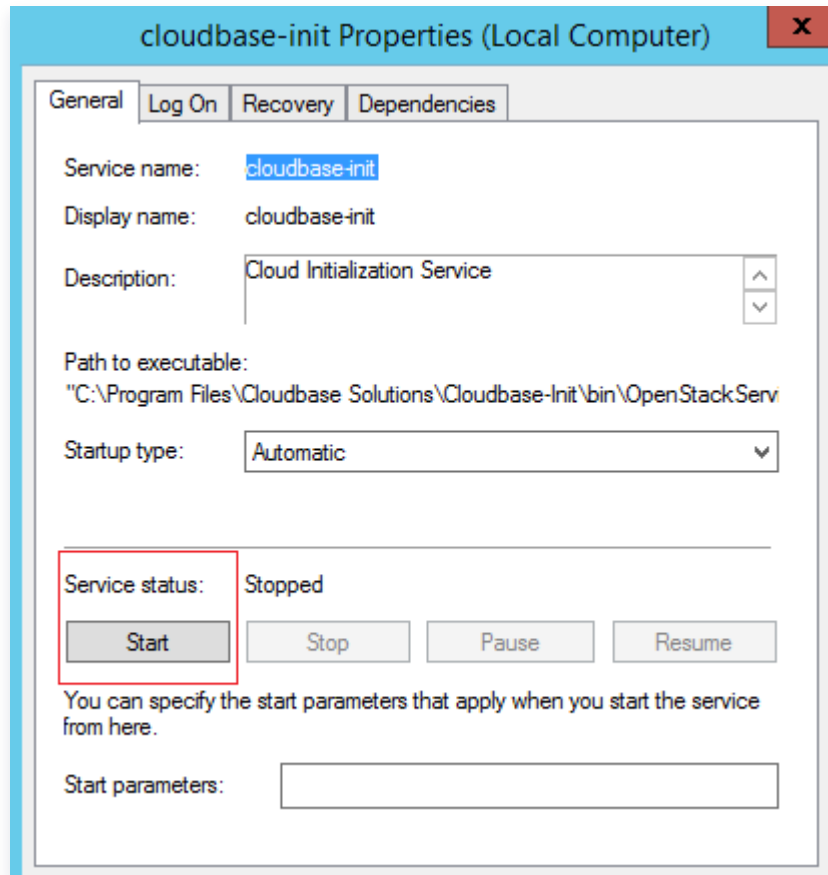 cloudbase-init Properties (Local Computer)
x
General Log On Recovery Dependencies
Service name: cloudbase-init
Display name: cloudbase-init
Description: Cloud Initialization Service
Path to executable:
"C:\Program Files\Cloudbase Solutions\Cloudbase-Init\bin\OpenStackServi
Startup type: Automatic
Service status: Stopped
Start Stop Pause Resume
You can specify the start parameters that apply when you start the service
from here.
Start parameters: